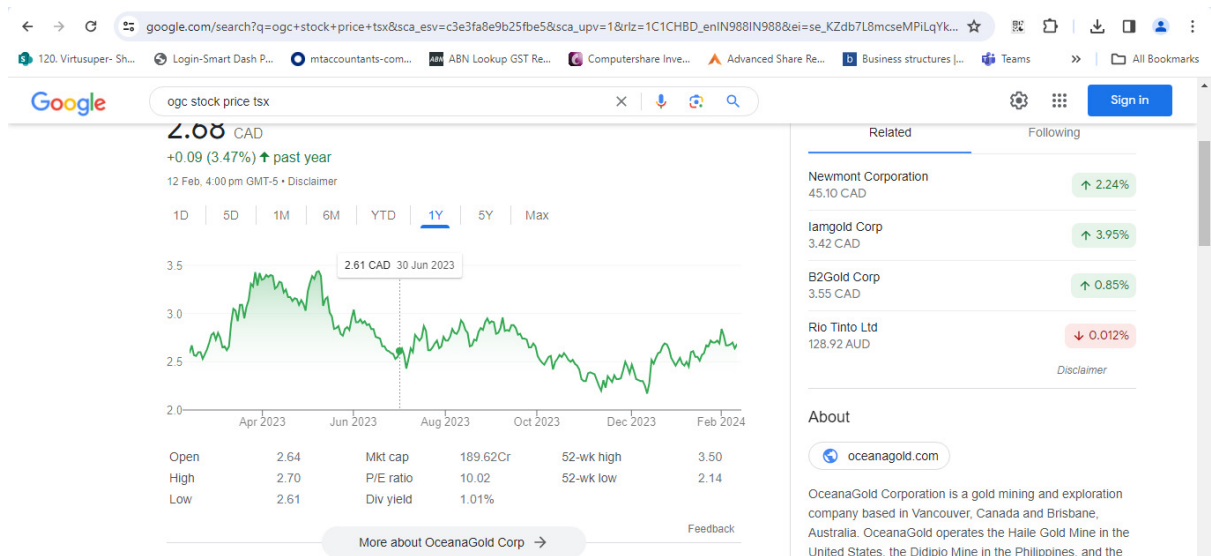 google.com/search?q=ogc+stock+price+tsx&sca_esv=c3e3fa8e9b25fbe5&sca_upv=1&rlz=1C1CHBD_enIN988IN988&ei=se_KZdb7L8mcseMPiLqYk...
120. Virtusuper- Sh...
Login-Smart Dash P...
mtaccountants-com...
ABN Lookup GST Re...
Computershare Inve...
Advanced Share Re...
Business structures |...
Teams
All Bookmarks
Google
ogc stock price tsx
Sign in
2.68 CAD
+0.09 (3.47%) ↑ past year
12 Feb, 4:00 pm GMT-5 • Disclaimer
1D 5D 1M 6M YTD 1Y 5Y Max
2.61 CAD 30 Jun 2023
3.5
3.0
2.5
2.0
Apr 2023 Jun 2023 Aug 2023 Oct 2023 Dec 2023 Feb 2024
Open 2.64 Mkt cap 189.62Cr 52-wk high 3.50
High 2.70 P/E ratio 10.02 52-wk low 2.14
Low 2.61 Div yield 1.01%
Feedback
More about OceanaGold Corp →
Related Following
Newmont Corporation
45.10 CAD
↑ 2.24%
Iamgold Corp
3.42 CAD
↑ 3.95%
B2Gold Corp
3.55 CAD
↑ 0.85%
Rio Tinto Ltd
128.92 AUD
↓ 0.012%
Disclaimer
About
oceanagold.com
OceanaGold Corporation is a gold mining and exploration
company based in Vancouver, Canada and Brisbane,
Australia. OceanaGold operates the Haile Gold Mine in the
United States, the Didipio Mine in the Philippines, and the